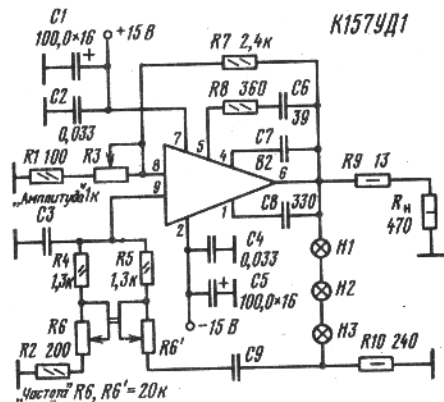 C1
100,0×16
+
+15 В
К157УД1
R7 2,4к
C2
0,033
R8 360
C6
39
7
5
4
C7
82
R1 100
R3
8
9
6
R9 13
Rн
470
„Амплитуда" 1к
1
C8 330
C3
2
H1
R4
1,3к
R5
1,3к
C4
0,033
H2
+
C5
100,0×16
R6
R6'
H3
R2 200
-15 В
C9
R10 240
„Частота" R6, R6' = 20к